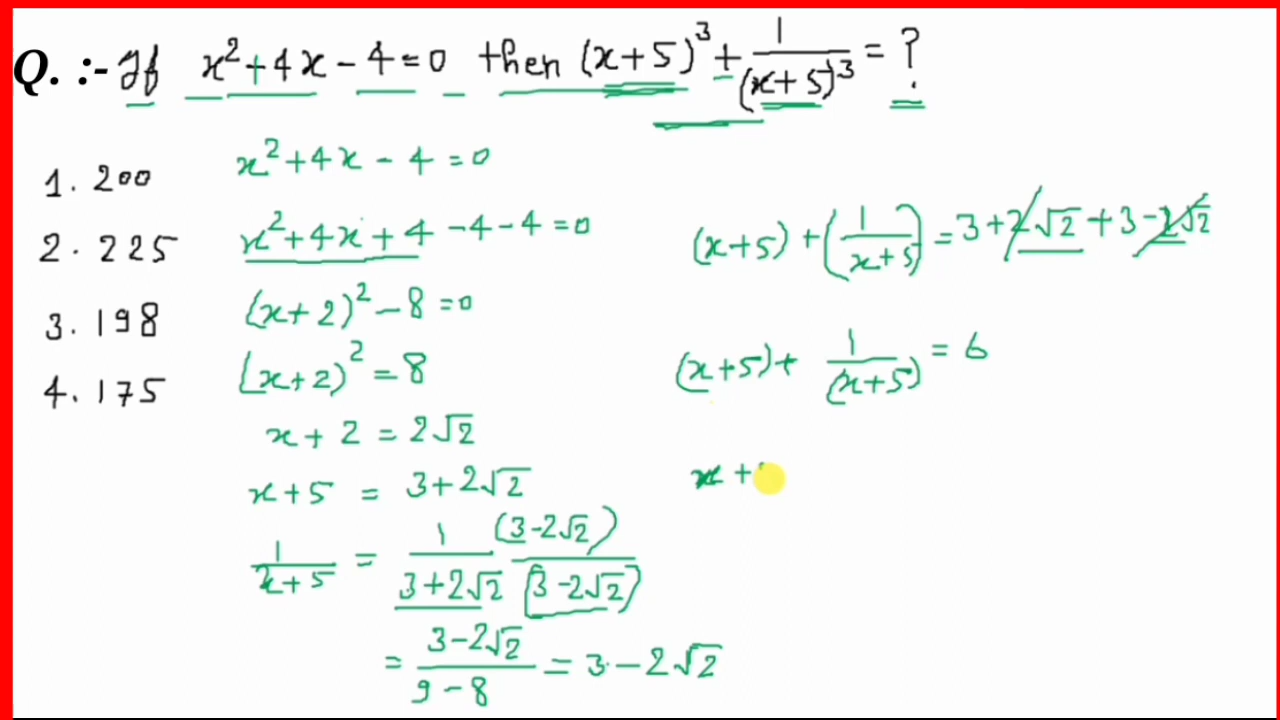 Q. :- If x² + 4x - 4 = 0 then (x+5)³ + 1/(x+5)³ = ?
1. 200
2. 225
3. 198
4. 175
x² + 4x - 4 = 0
x² + 4x + 4 - 4 - 4 = 0
(x+2)² - 8 = 0
(x+2)² = 8
x + 2 = 2√2
x + 5 = 3 + 2√2
1/(x+5) = 1/(3+2√2) (3-2√2)/(3-2√2)
= (3-2√2)/(9-8) = 3 - 2√2
(x+5) + (1/(x+5)) = 3 + 2√2 + 3 - 2√2
(x+5) + 1/(x+5) = 6
x +